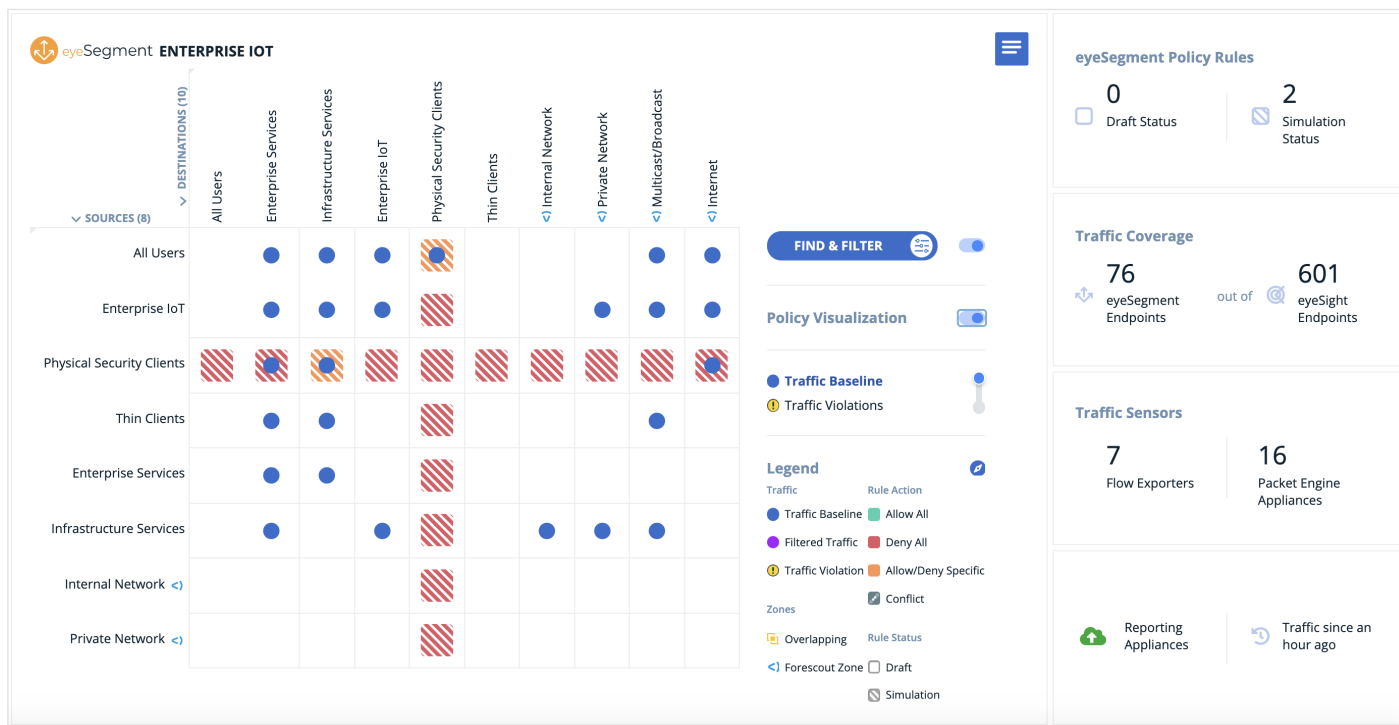 eyeSegment ENTERPRISE IOT
DESTINATIONS (10)
SOURCES (8)
All Users
Enterprise Services
Infrastructure Services
Enterprise IoT
Physical Security Clients
Thin Clients
Internal Network
Private Network
Multicast/Broadcast
Internet
All Users
Enterprise IoT
Physical Security Clients
Thin Clients
Enterprise Services
Infrastructure Services
Internal Network
Private Network
FIND & FILTER
Policy Visualization
Traffic Baseline
Traffic Violations
Legend
Traffic
Traffic Baseline
Filtered Traffic
Traffic Violation
Zones
Overlapping
Forescout Zone
Rule Action
Allow All
Deny All
Allow/Deny Specific
Conflict
Rule Status
Draft
Simulation
eyeSegment Policy Rules
0
Draft Status
2
Simulation
Status
Traffic Coverage
76
eyeSegment
Endpoints
out of
601
eyeSight
Endpoints
Traffic Sensors
7
Flow Exporters
16
Packet Engine
Appliances
Reporting
Appliances
Traffic since an
hour ago